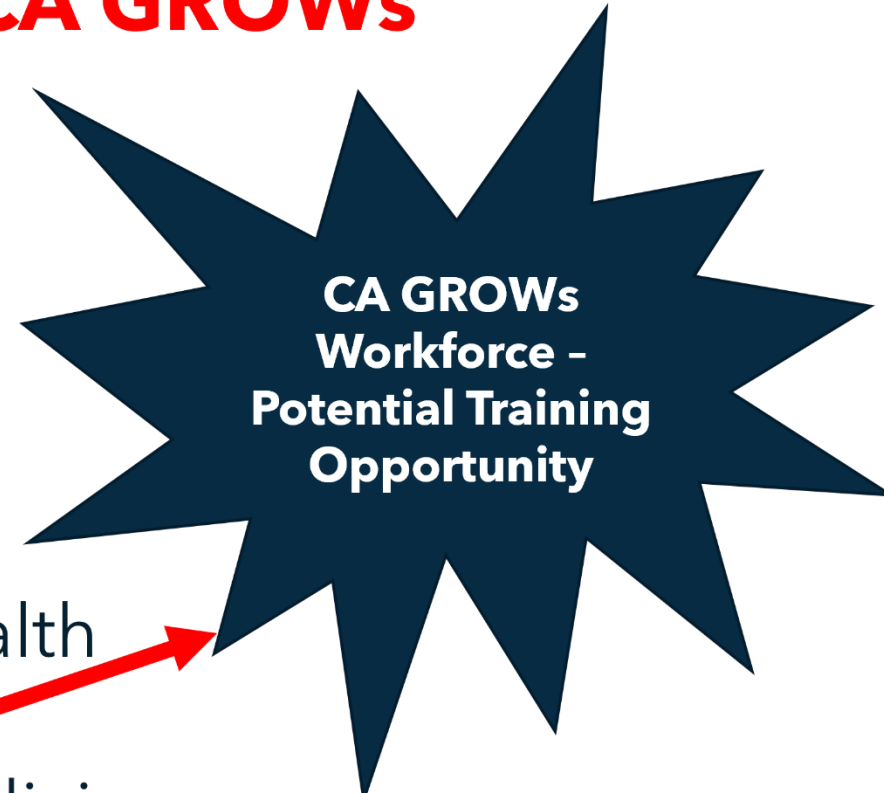 CA GROWs
CA GROWs
Workforce –
Potential Training
Opportunity
alth